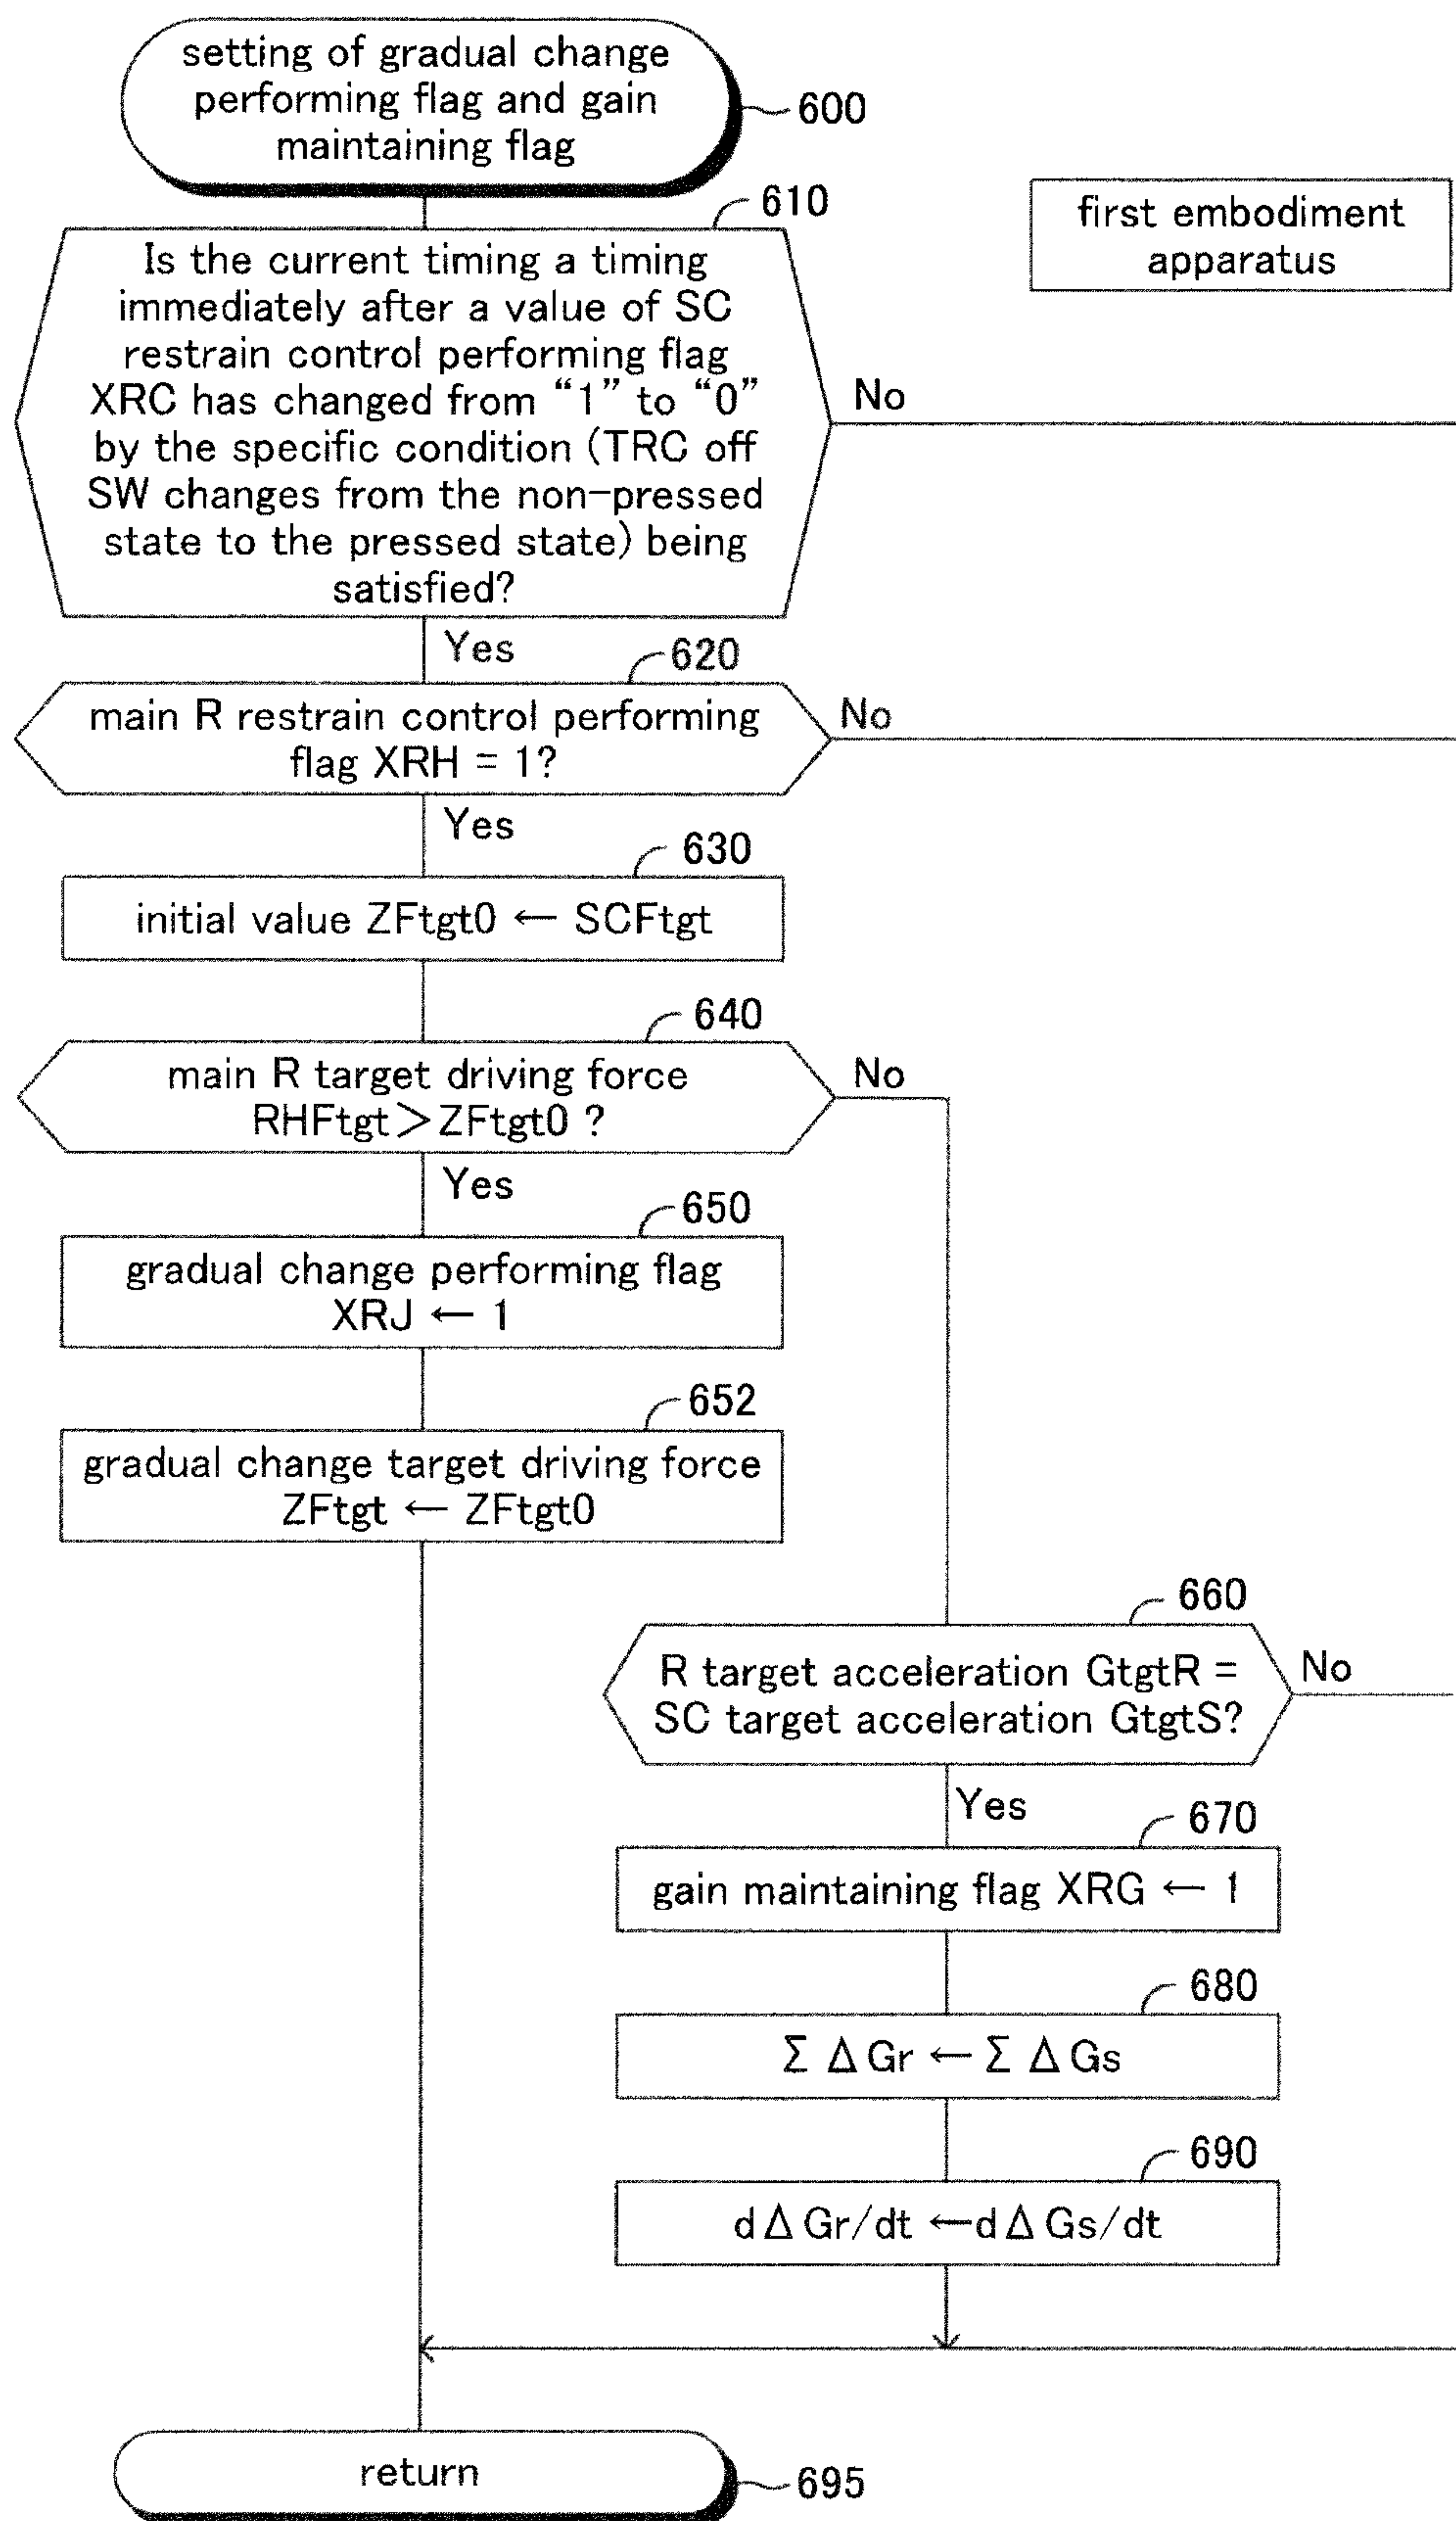 setting of gradual change
performing flag and gain
maintaining flag
600
first embodiment
apparatus
610
Is the current timing a timing
immediately after a value of SC
restrain control performing flag
XRC has changed from “1” to “0”
by the specific condition (TRC off
SW changes from the non-pressed
state to the pressed state) being
satisfied?
No
Yes
620
main R restrain control performing
flag XRH = 1?
No
Yes
630
initial value ZFtgt0 ← SCFtgt
640
main R target driving force
RHFtgt > ZFtgt0 ?
No
Yes
650
gradual change performing flag
XRJ ← 1
652
gradual change target driving force
ZFtgt ← ZFtgt0
660
R target acceleration GtgtR =
SC target acceleration GtgtS?
No
Yes
670
gain maintaining flag XRG ← 1
680
Σ Δ Gr ← Σ Δ Gs
690
d Δ Gr/dt ← d Δ Gs/dt
return
695